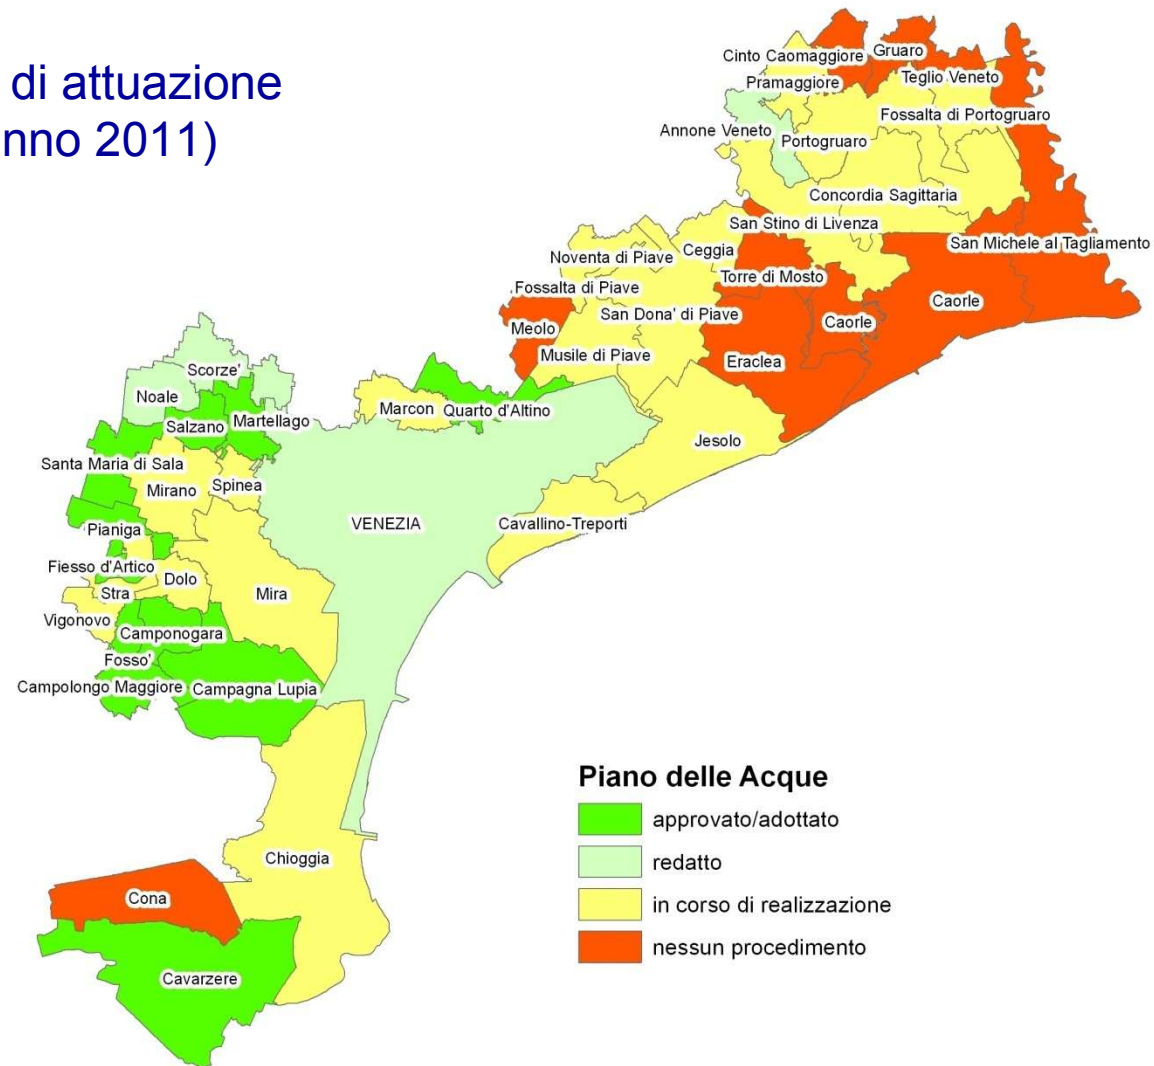 di attuazione
nno 2011)
Cinto Caomaggiore
Gruaro
Pramaggiore
Teglio Veneto
Fossalta di Portogruaro
Annone Veneto
Portogruaro
Concordia Sagittaria
San Stino di Livenza
San Michele al Tagliamento
Ceggia
Noventa di Piave
Torre di Mosto
Fossalta di Piave
Caorle
San Dona' di Piave
Meolo
Caorle
Musile di Piave
Eraclea
Scorze'
Noale
Marcon
Quarto d'Altino
Salzano
Martellago
Jesolo
Santa Maria di Sala
Mirano
Spinea
VENEZIA
Cavallino-Treporti
Pianiga
Fiesso d'Artico
Dolo
Stra
Mira
Vigonovo
Camponogara
Fosso'
Campolongo Maggiore
Campagna Lupia
Piano delle Acque
approvato/adottato
redatto
in corso di realizzazione
nessun procedimento
Chioggia
Cona
Cavarzere